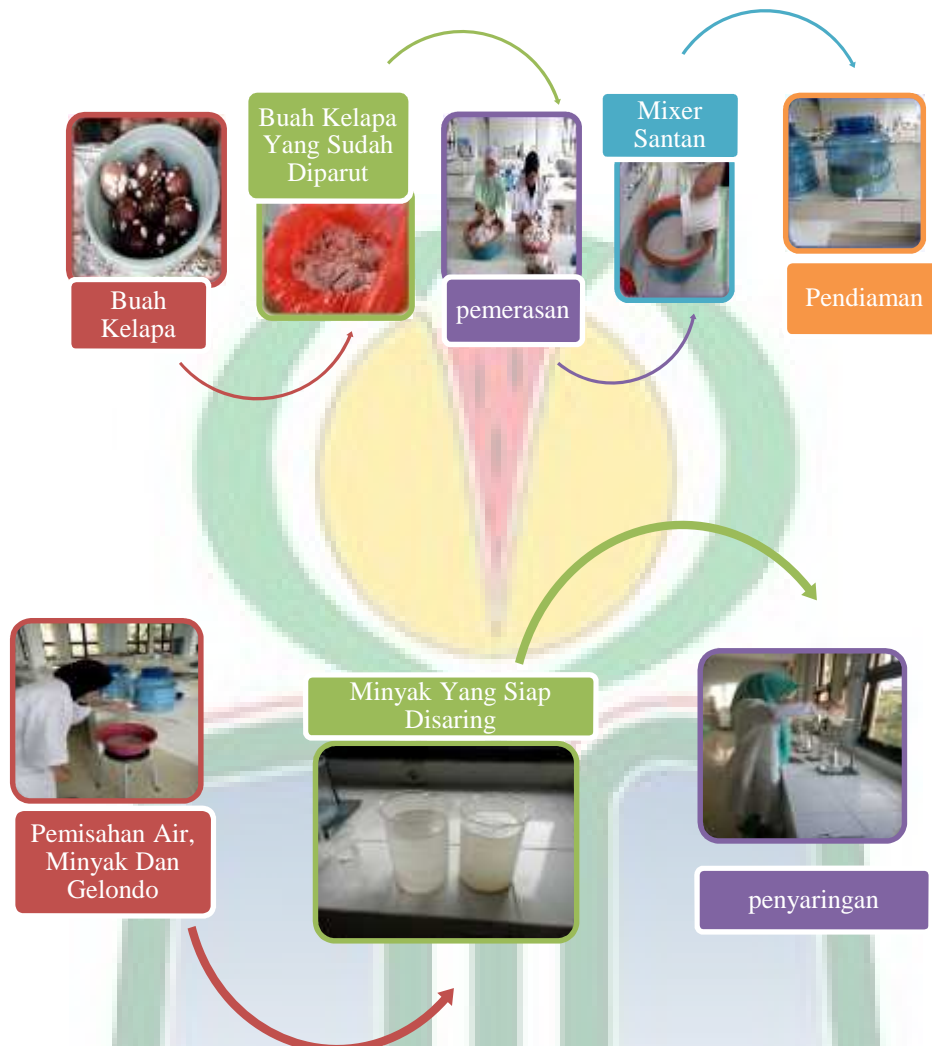 Buah
Kelapa
Buah Kelapa
Yang Sudah
Diparut
pemerasan
Mixer
Santan
Pendiaman
Pemisahan Air,
Minyak Dan
Gelondo
Minyak Yang Siap
Disaring
penyaringan